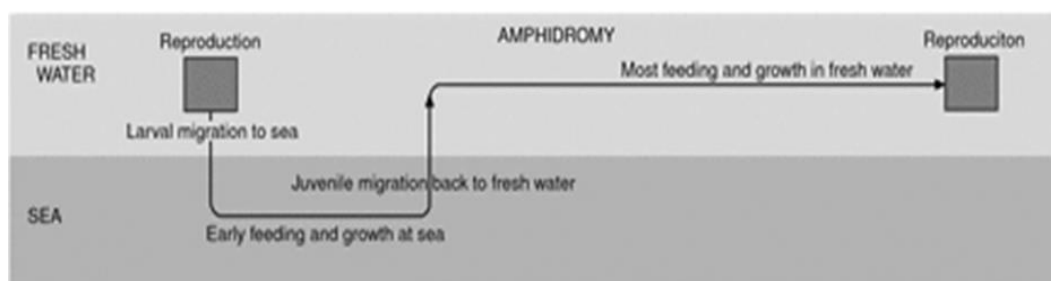 AMPHIDROMY
FRESH
WATER
Reproduction
Reproduciton
Most feeding and growth in fresh water
Larval migration to sea
Juvenile migration back to fresh water
SEA
Early feeding and growth at sea